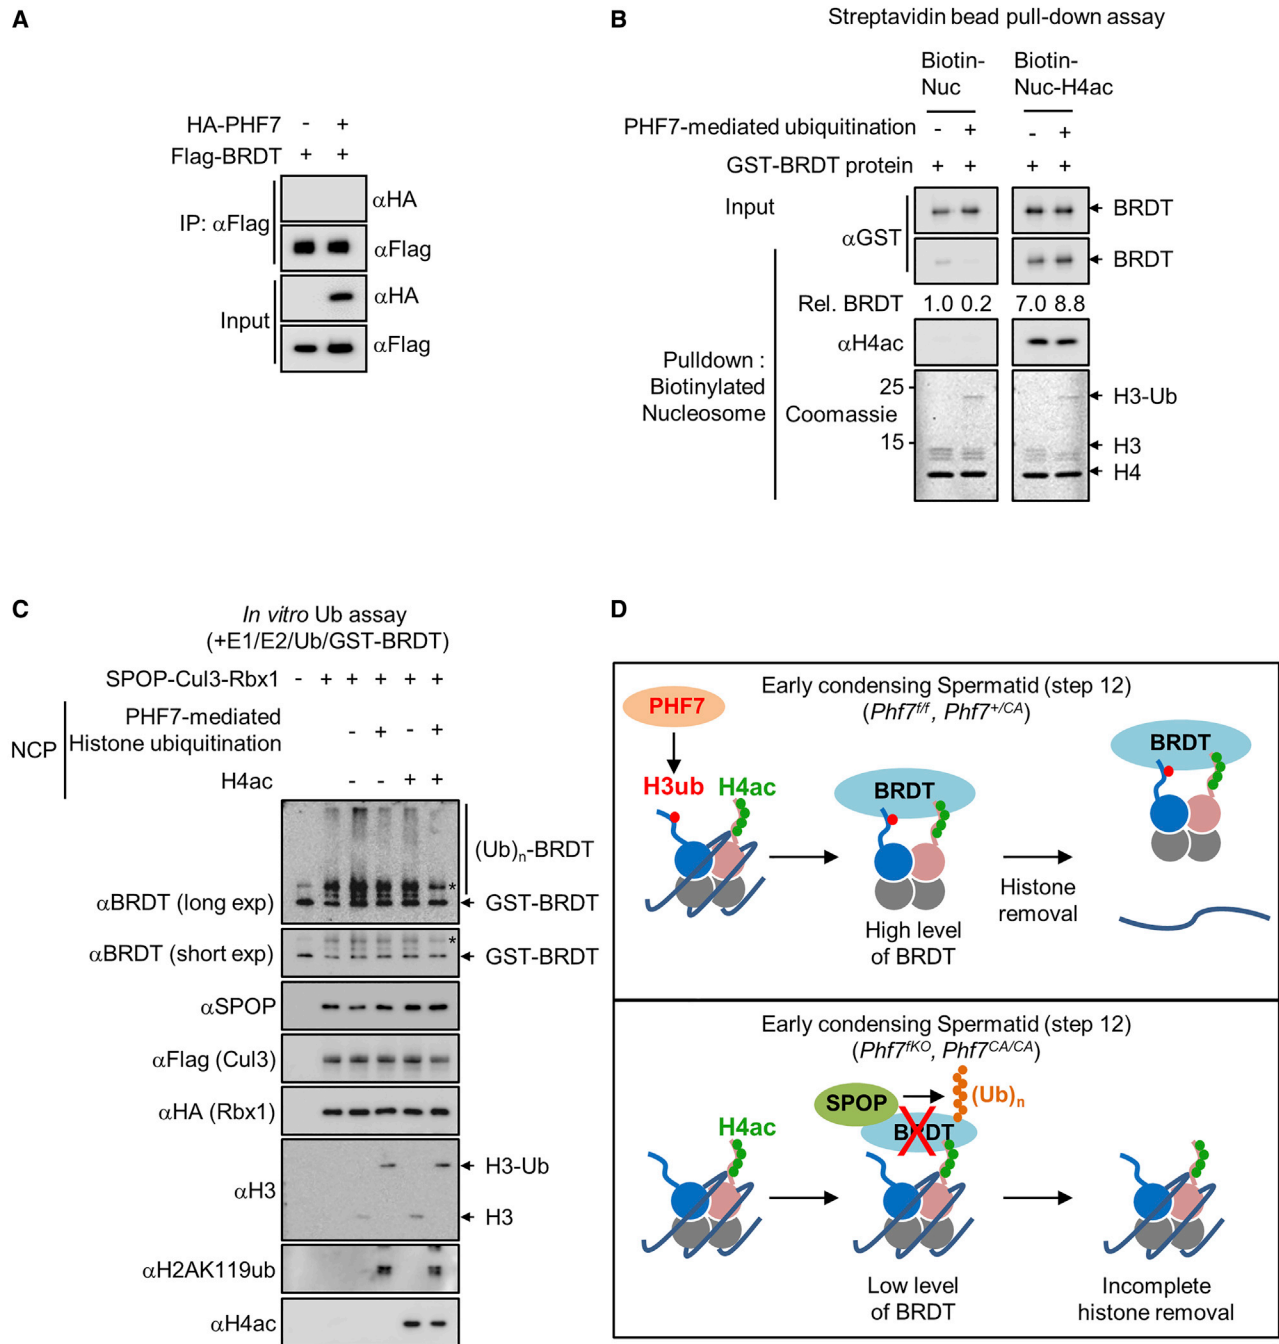 A
HA-PHF7 - +
Flag-BRDT + +
IP: αFlag
αHA
αFlag
Input
αHA
αFlag
B
Streptavidin bead pull-down assay
Biotin-
Nuc
Biotin-
Nuc-H4ac
PHF7-mediated ubiquitination - + - +
GST-BRDT protein + + + +
Input
αGST
BRDT
BRDT
Rel. BRDT 1.0 0.2 7.0 8.8
Pulldown :
Biotinylated
Nucleosome
αH4ac
Coomassie
25
15
H3-Ub
H3
H4
C
In vitro Ub assay
(+E1/E2/Ub/GST-BRDT)
SPOP-Cul3-Rbx1 - + + + + +
NCP
PHF7-mediated
Histone ubiquitination - + - +
H4ac - - + +
(Ub)n-BRDT
*
αBRDT (long exp)
GST-BRDT
*
αBRDT (short exp)
GST-BRDT
αSPOP
αFlag (Cul3)
αHA (Rbx1)
αH3
H3-Ub
H3
αH2AK119ub
αH4ac
D
Early condensing Spermatid (step 12)
(Phf7f/f, Phf7+/CA)
PHF7
H3ub H4ac
BRDT
High level
of BRDT
Histone
removal
BRDT
Early condensing Spermatid (step 12)
(Phf7fKO, Phf7CA/CA)
H4ac
SPOP
BRDT
(Ub)n
Low level
of BRDT
Incomplete
histone removal